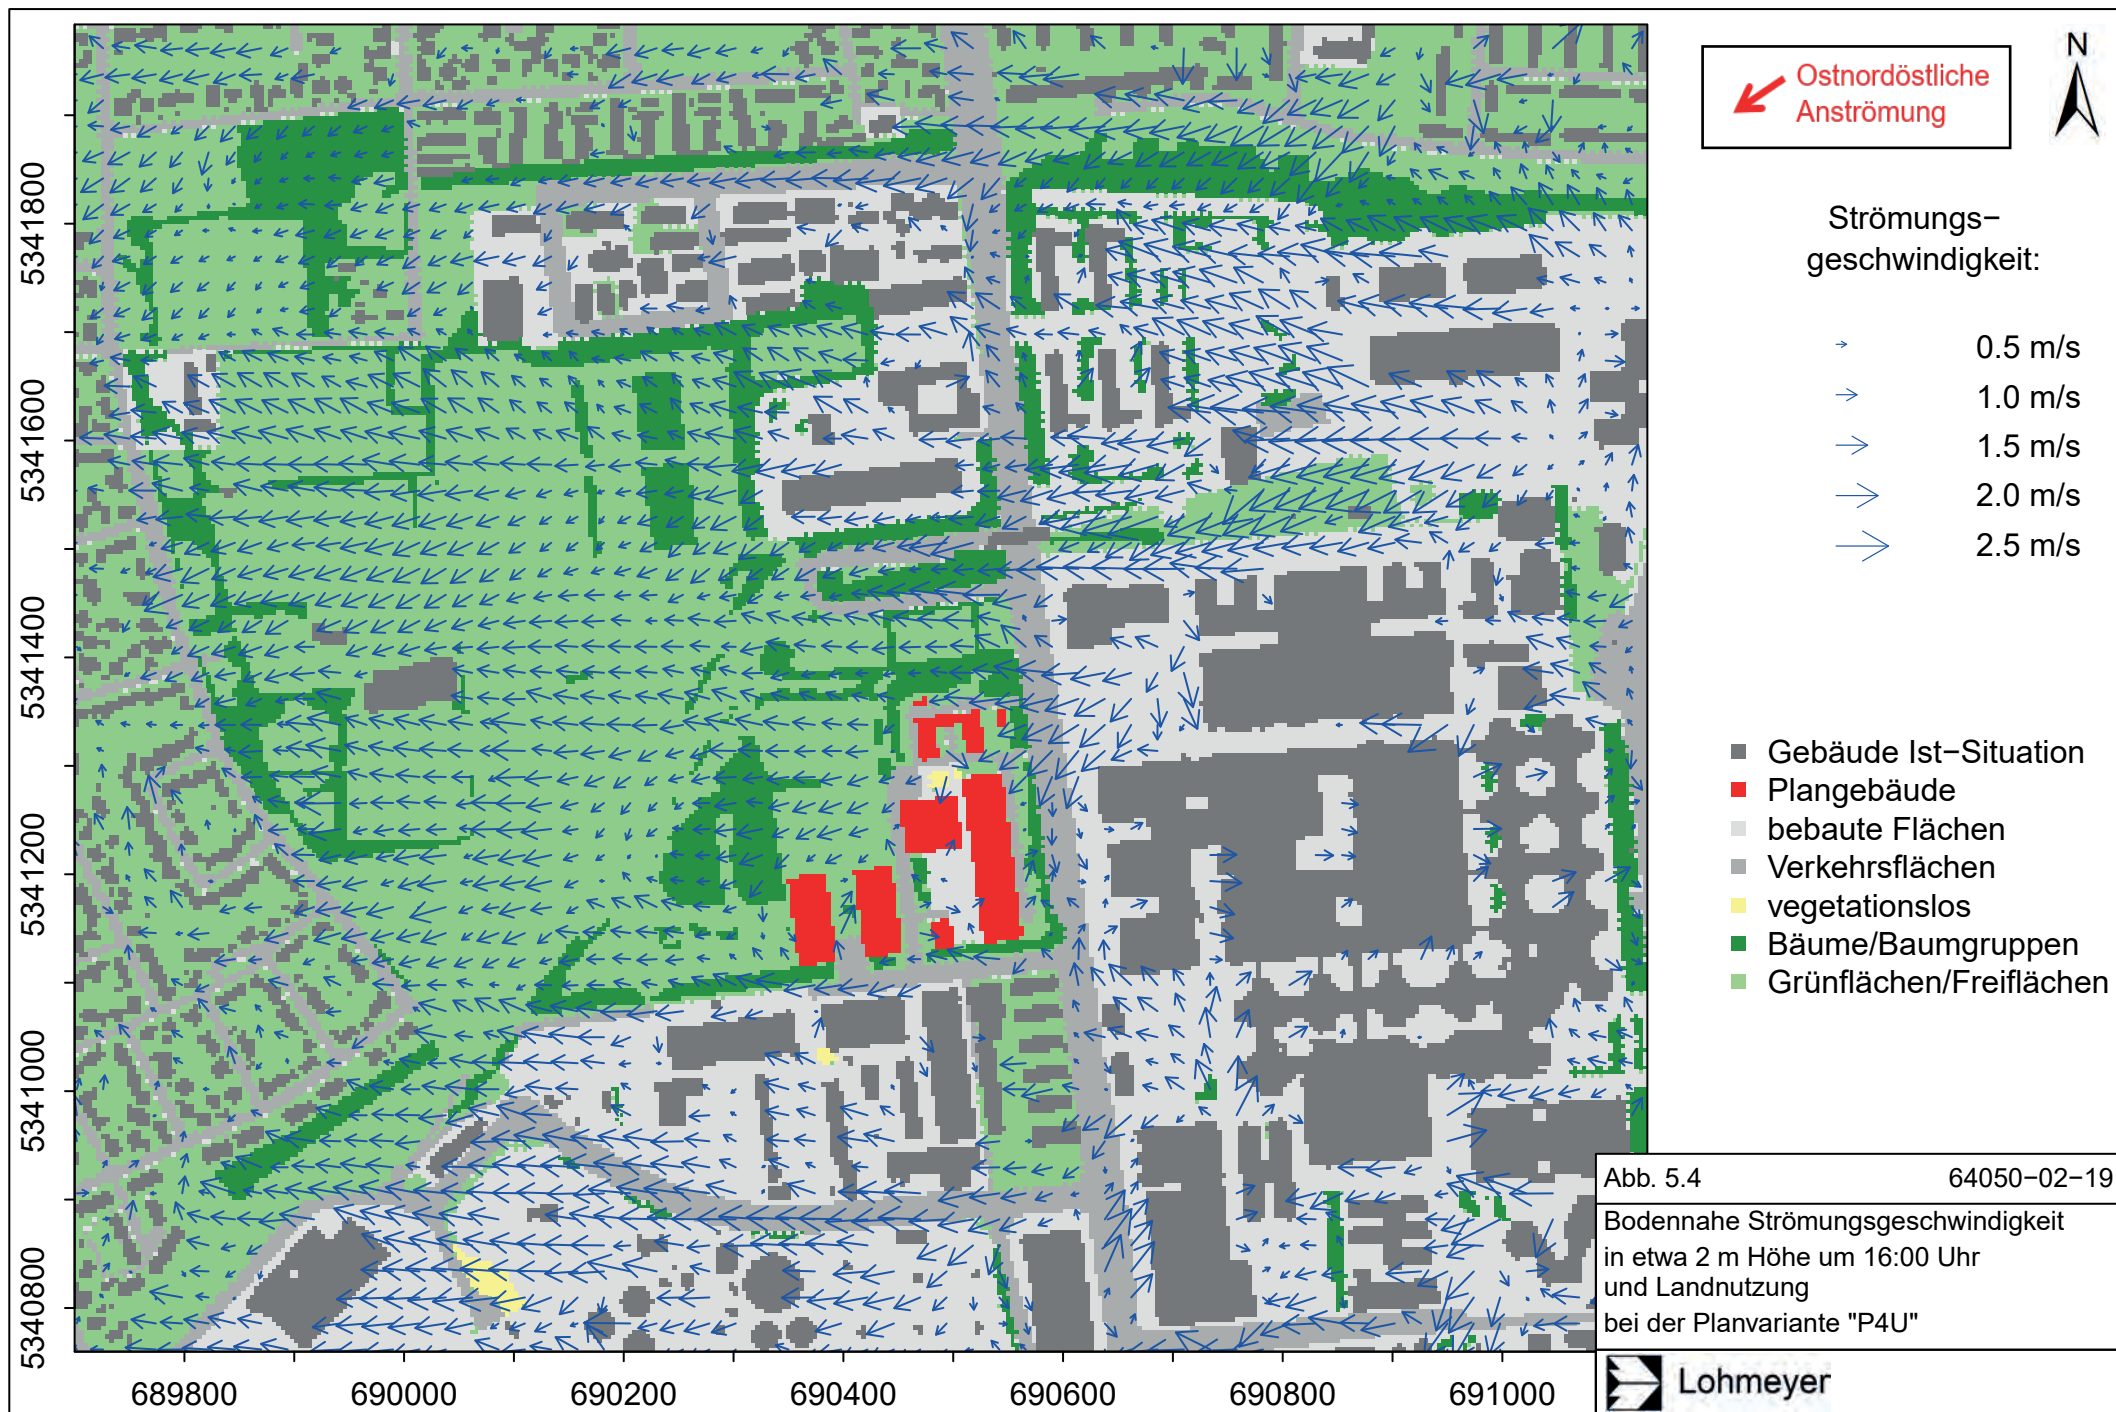 Ostnordöstliche
Anströmung
N
Strömungs−
geschwindigkeit:
0.5 m/s
1.0 m/s
1.5 m/s
2.0 m/s
2.5 m/s
Gebäude Ist−Situation
Plangebäude
bebaute Flächen
Verkehrsflächen
vegetationslos
Bäume/Baumgruppen
Grünflächen/Freiflächen
5341800
5341600
5341400
5341200
5341000
5340800
689800 690000 690200 690400 690600 690800 691000
Abb. 5.4 64050−02−19
Bodennahe Strömungsgeschwindigkeit
in etwa 2 m Höhe um 16:00 Uhr
und Landnutzung
bei der Planvariante "P4U"
Lohmeyer